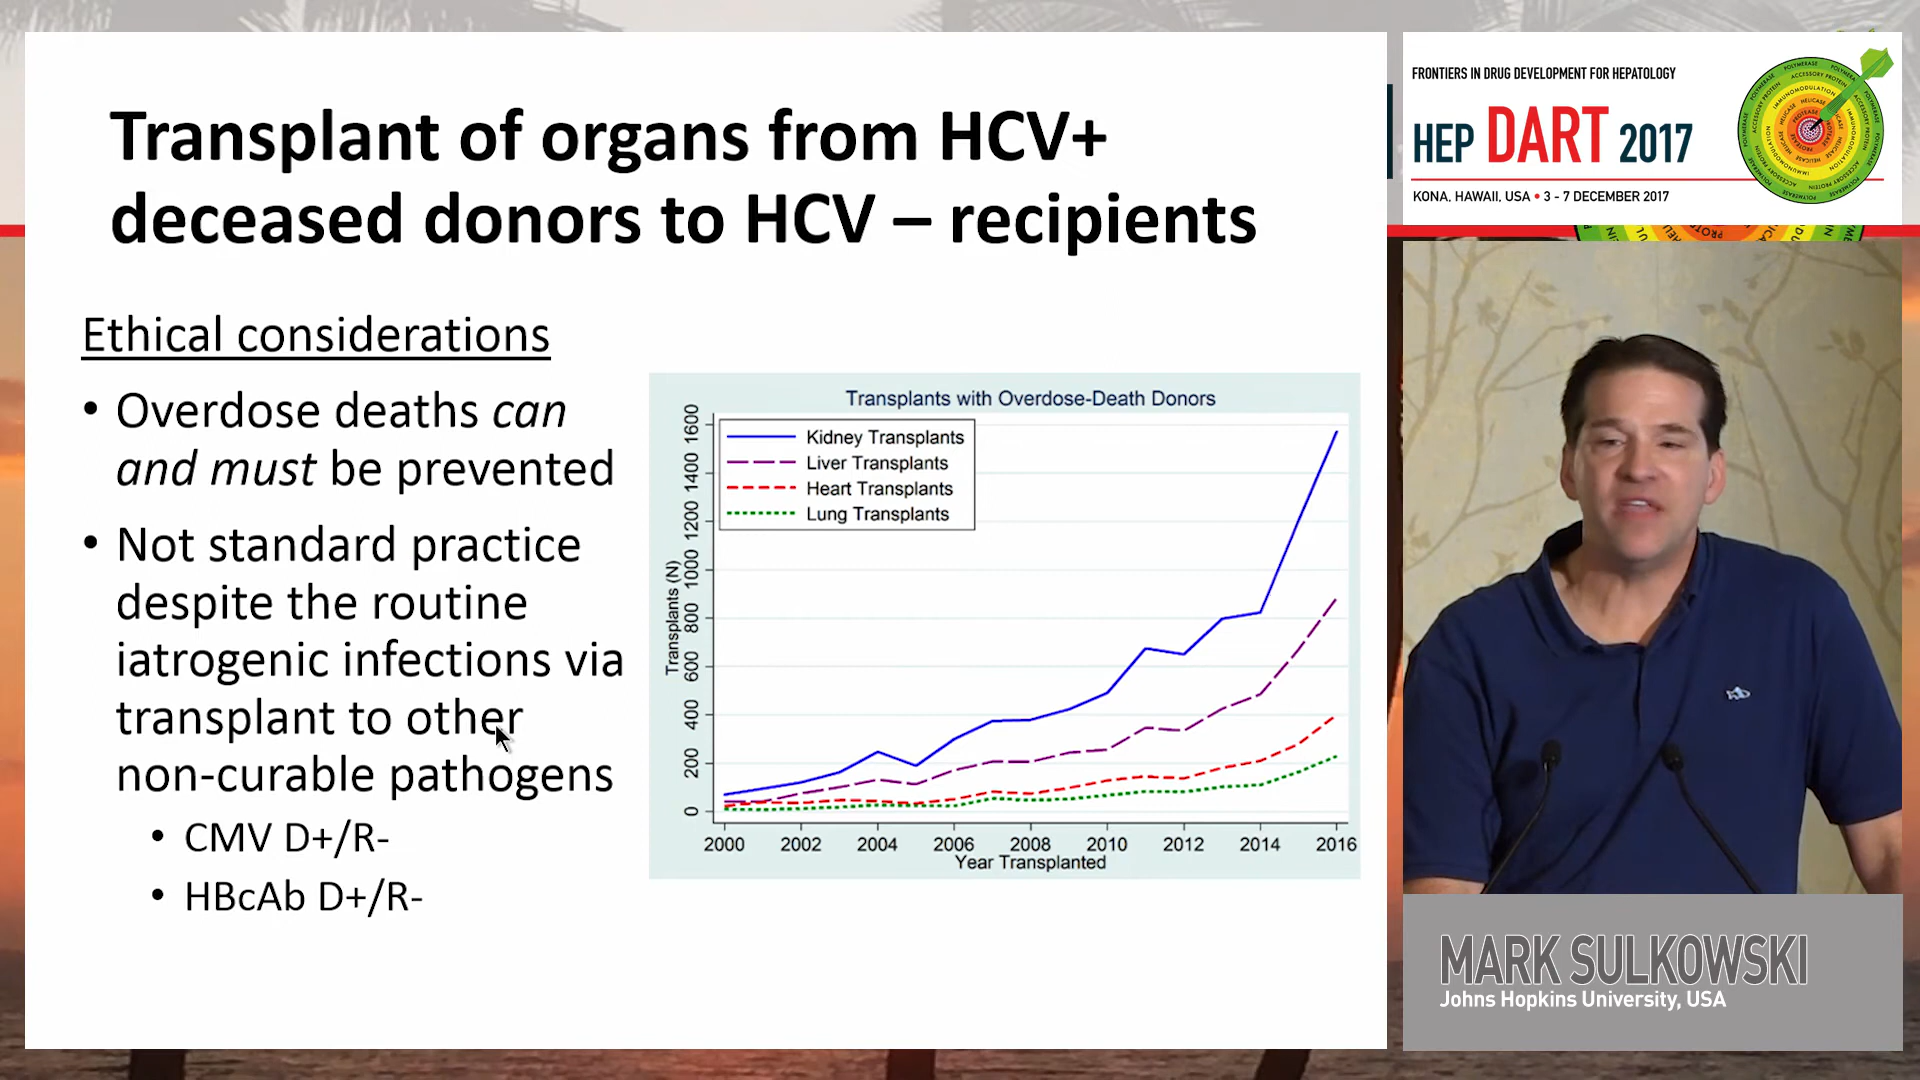 Transplant of organs from HCV+
deceased donors to HCV – recipients
Ethical considerations
• Overdose deaths can
and must be prevented
• Not standard practice
despite the routine
iatrogenic infections via
transplant to other
non-curable pathogens
• CMV D+/R-
• HBcAb D+/R-
Transplants with Overdose-Death Donors
Kidney Transplants
Liver Transplants
Heart Transplants
Lung Transplants
Transplants (N)
0 200 400 600 800 1000 1200 1400 1600
2000 2002 2004 2006 2008 2010 2012 2014 2016
Year Transplanted
FRONTIERS IN DRUG DEVELOPMENT FOR HEPATOLOGY
HEP DART 2017
KONA, HAWAII, USA • 3 - 7 DECEMBER 2017
MARK SULKOWSKI
Johns Hopkins University, USA